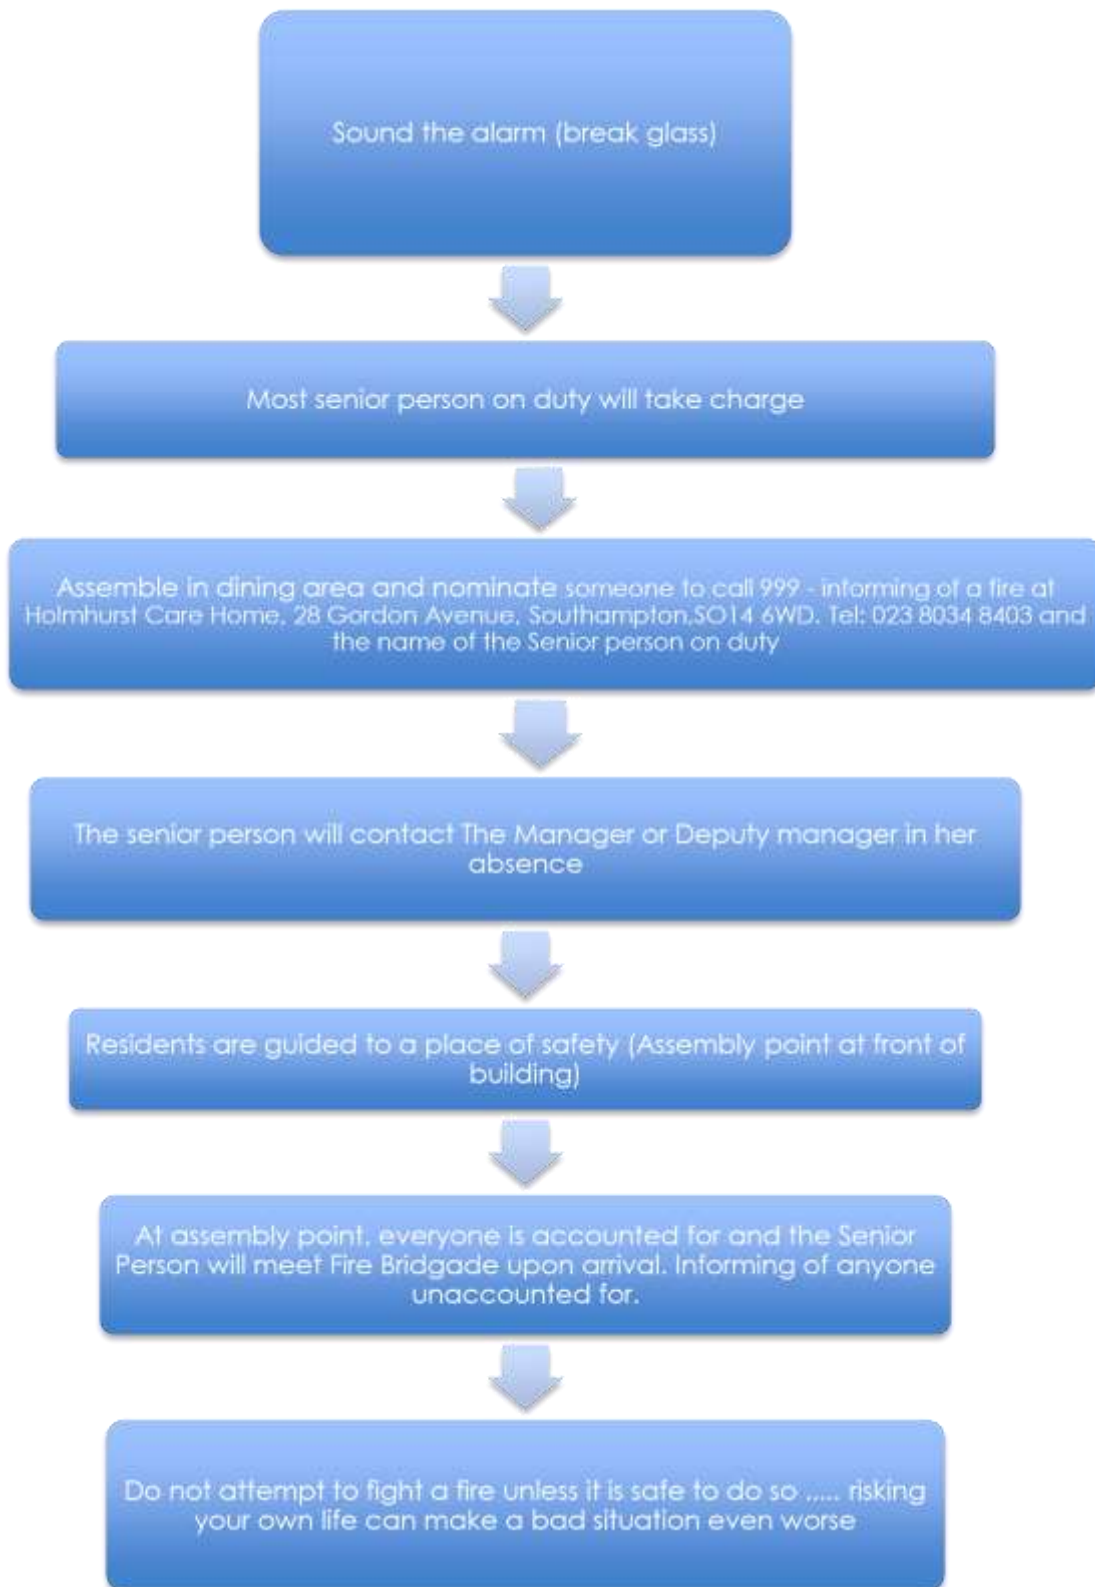 Sound the alarm (break glass)
Most senior person on duty will take charge
Assemble in dining area and nominate someone to call 999 - informing of a fire at
Holmhurst Care Home, 28 Gordon Avenue, Southampton,SO14 6WD. Tel: 023 8034 8403 and
the name of the Senior person on duty
The senior person will contact The Manager or Deputy manager in her
absence
Residents are guided to a place of safety (Assembly point at front of
building)
At assembly point, everyone is accounted for and the Senior
Person will meet Fire Bridgade upon arrival. Informing of anyone
unaccounted for.
Do not attempt to fight a fire unless it is safe to do so ..... risking
your own life can make a bad situation even worse